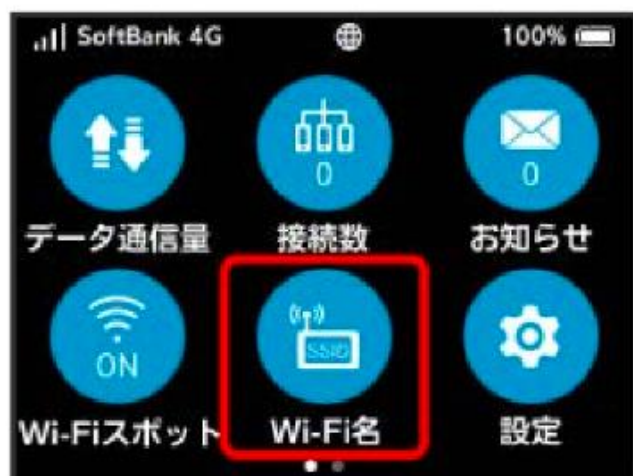 SoftBank 4G 100%
0 0
データ通信量 接続数 お知らせ
ON SSID
Wi-Fiスポット Wi-Fi名 設定